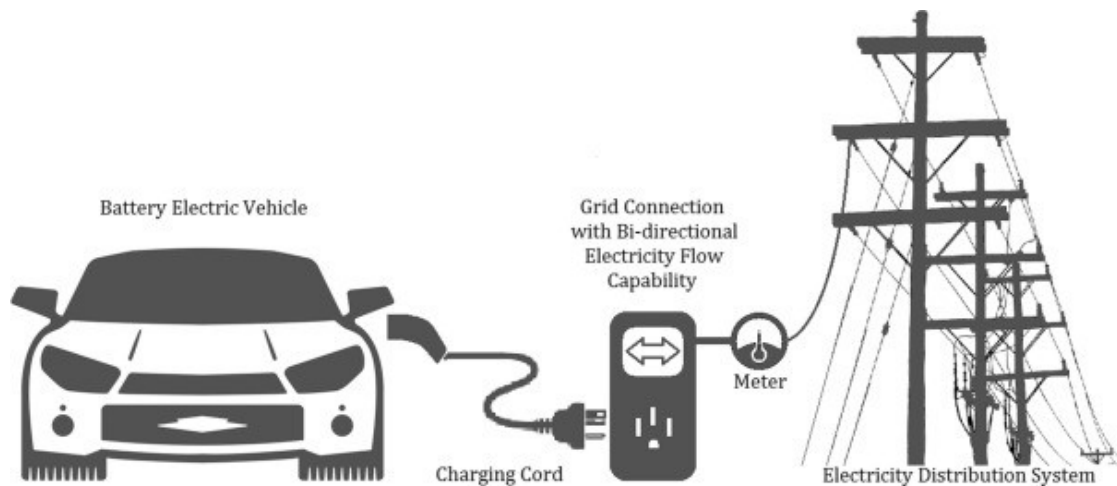 Battery Electric Vehicle
Grid Connection
with Bi-directional
Electricity Flow
Capability
Meter
Charging Cord
Electricity Distribution System